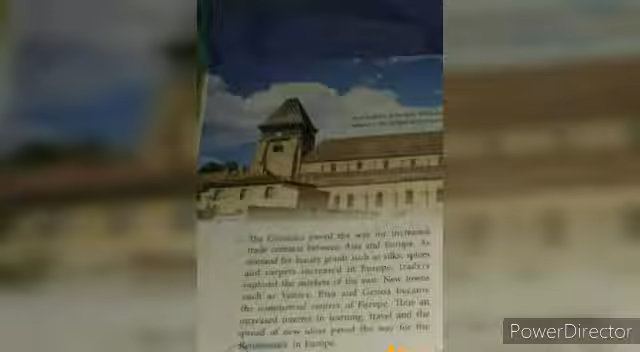 The Crusades paved the way for increased
trade contacts between Asia and Europe. As
demand for luxury goods such as silks, spices
and carpets increased in Europe, traders
explored the markets of the east. New towns
such as Venice, Pisa and Genoa became
the commercial centres of Europe. Thus an
increased interest in learning, travel and the
spread of new ideas paved the way for the
Renaissance in Europe.
PowerDirector